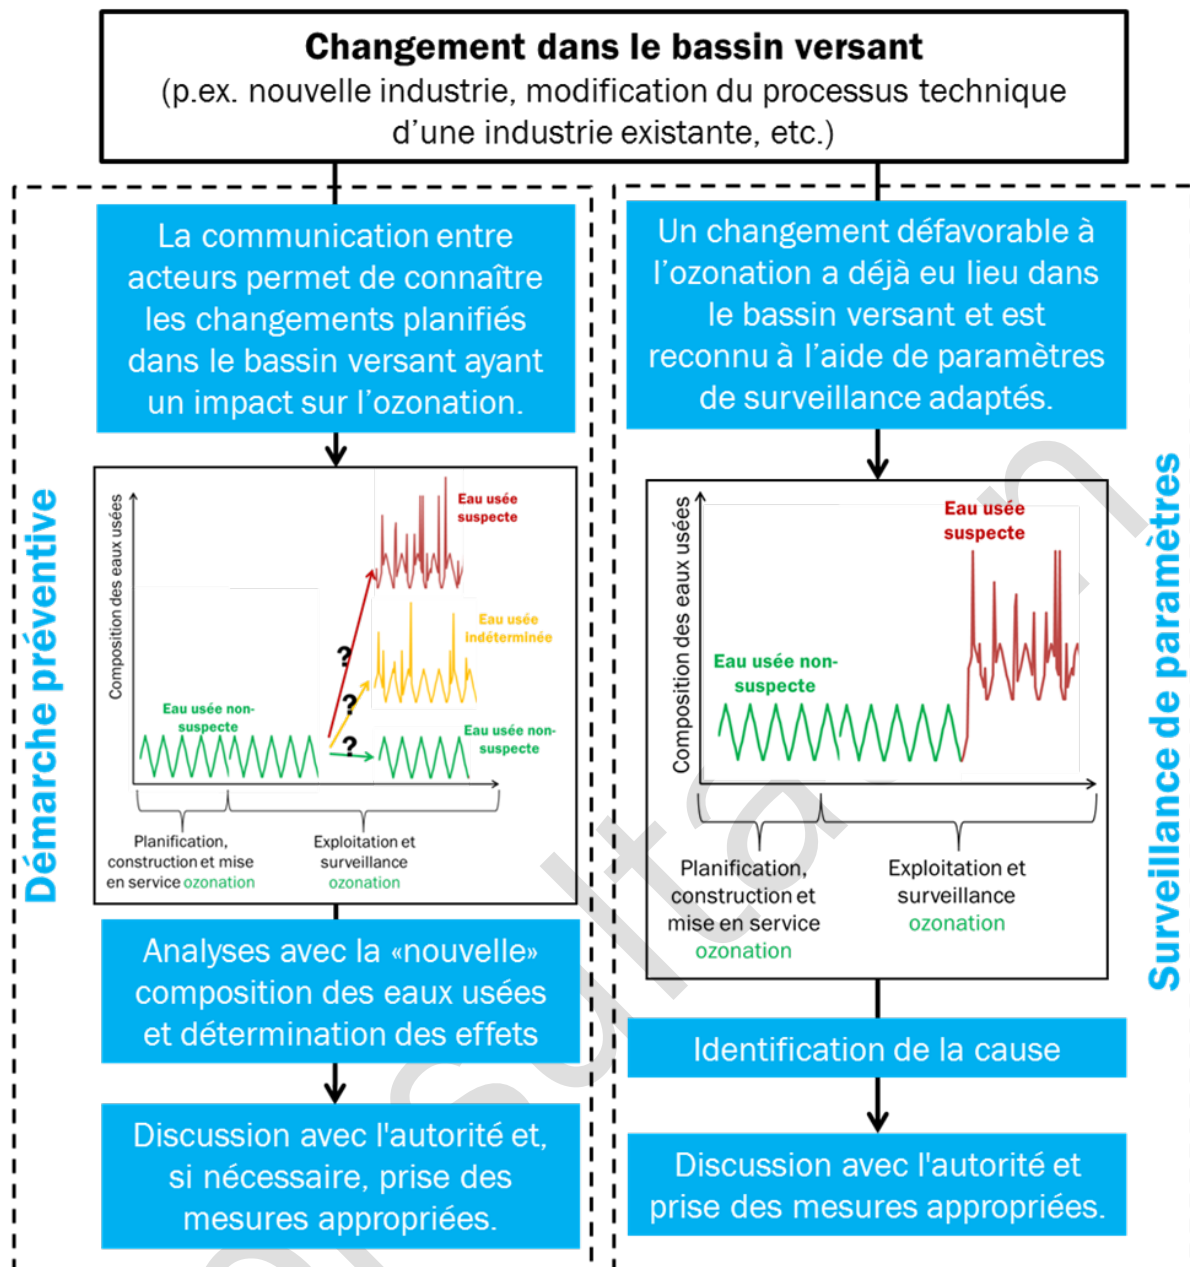 Changement dans le bassin versant
(p.ex. nouvelle industrie, modification du processus technique
d'une industrie existante, etc.)
Démarche préventive
La communication entre
acteurs permet de connaître
les changements planifiés
dans le bassin versant ayant
un impact sur l'ozonation.
Composition des eaux usées
Eau usée
suspecte
?
Eau usée
indéterminée
?
Eau usée non-
suspecte
?
Eau usée non-
suspecte
Planification,
construction et mise
en service ozonation
Exploitation et
surveillance
ozonation
Analyses avec la «nouvelle»
composition des eaux usées
et détermination des effets
Discussion avec l'autorité et,
si nécessaire, prise des
mesures appropriées.
Surveillance de paramètres
Un changement défavorable à
l'ozonation a déjà eu lieu dans
le bassin versant et est
reconnu à l'aide de paramètres
de surveillance adaptés.
Composition des eaux usées
Eau usée
suspecte
Eau usée non-
suspecte
Planification,
construction et
mise en service
ozonation
Exploitation et
surveillance
ozonation
Identification de la cause
Discussion avec l'autorité et
prise des mesures appropriées.